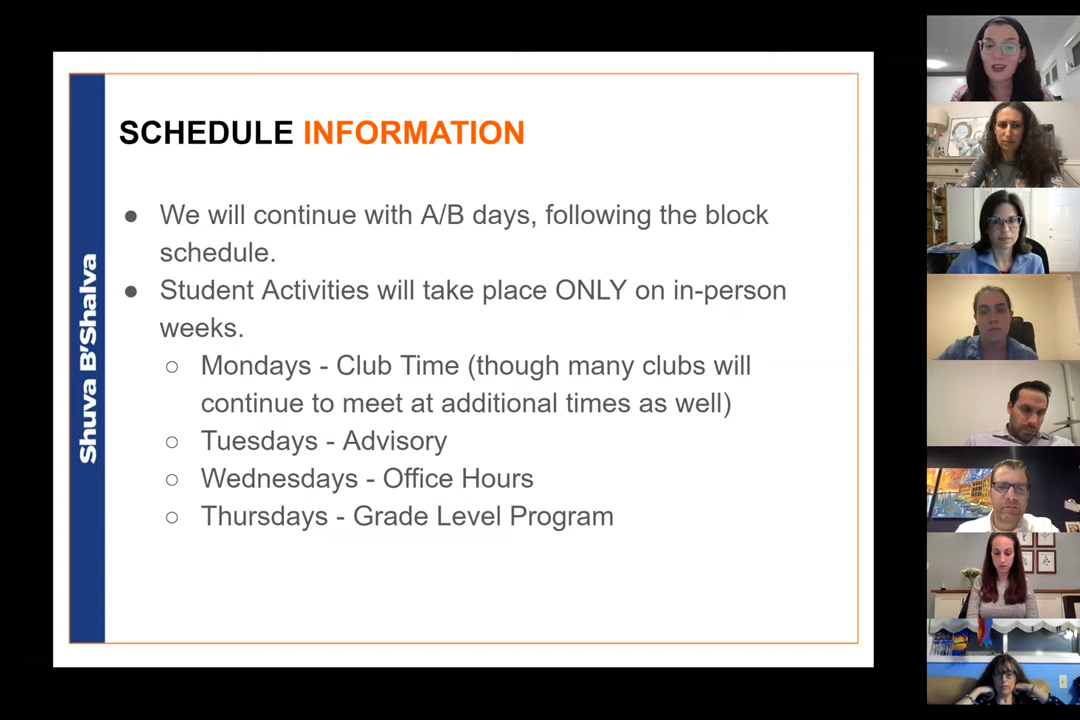 SCHEDULE INFORMATION
● We will continue with A/B days, following the block
schedule.
● Student Activities will take place ONLY on in-person
weeks.
○ Mondays - Club Time (though many clubs will
continue to meet at additional times as well)
○ Tuesdays - Advisory
○ Wednesdays - Office Hours
○ Thursdays - Grade Level Program
Shuva B'Shalva